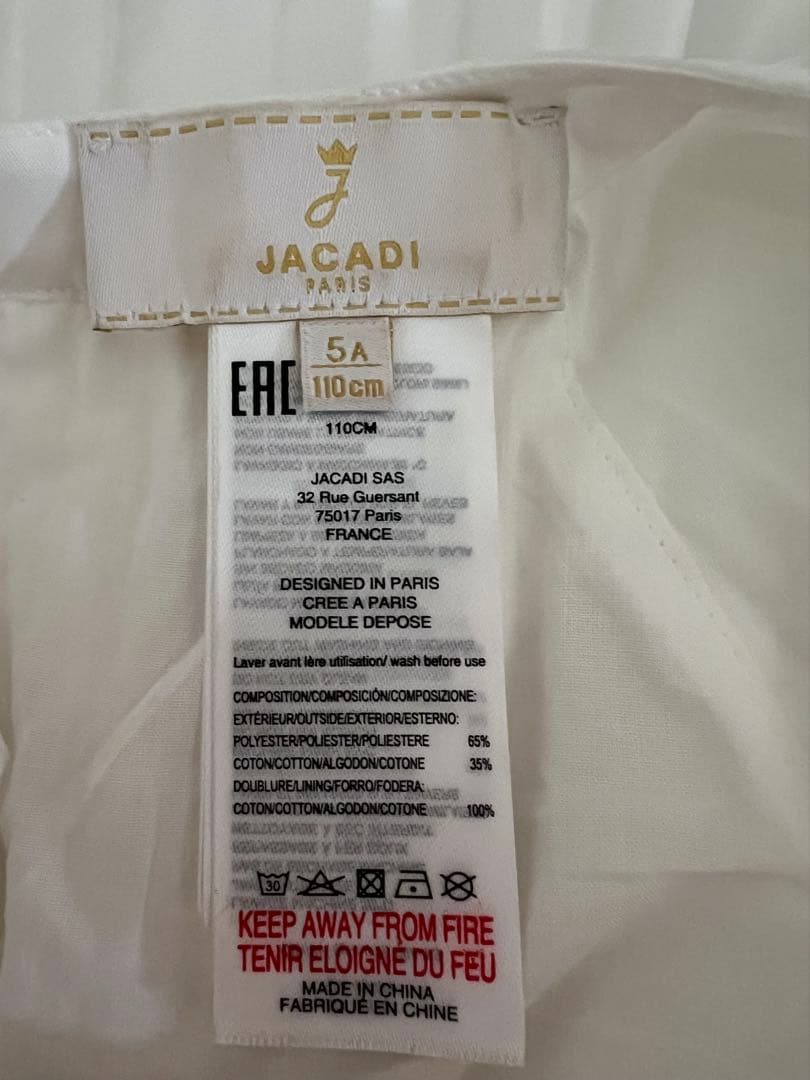 J
JACADI
PARIS
5A
110cm
EAC
110CM
JACADI SAS
32 Rue Guersant
75017 Paris
FRANCE
DESIGNED IN PARIS
CREE A PARIS
MODELE DEPOSE
Laver avant lère utilisation/ wash before use
COMPOSITION/COMPOSICIÓN/COMPOSIZIONE:
EXTÉRIEUR/OUTSIDE/EXTERIOR/ESTERNO:
POLYESTER/POLIESTER/POLIESTERE 65%
COTON/COTTON/ALGODON/COTONE 35%
DOUBLURE/LINING/FORRO/FODERA:
COTON/COTTON/ALGODON/COTONE 100%
30
KEEP AWAY FROM FIRE
TENIR ELOIGNE DU FEU
MADE IN CHINA
FABRIQUÉ EN CHINE